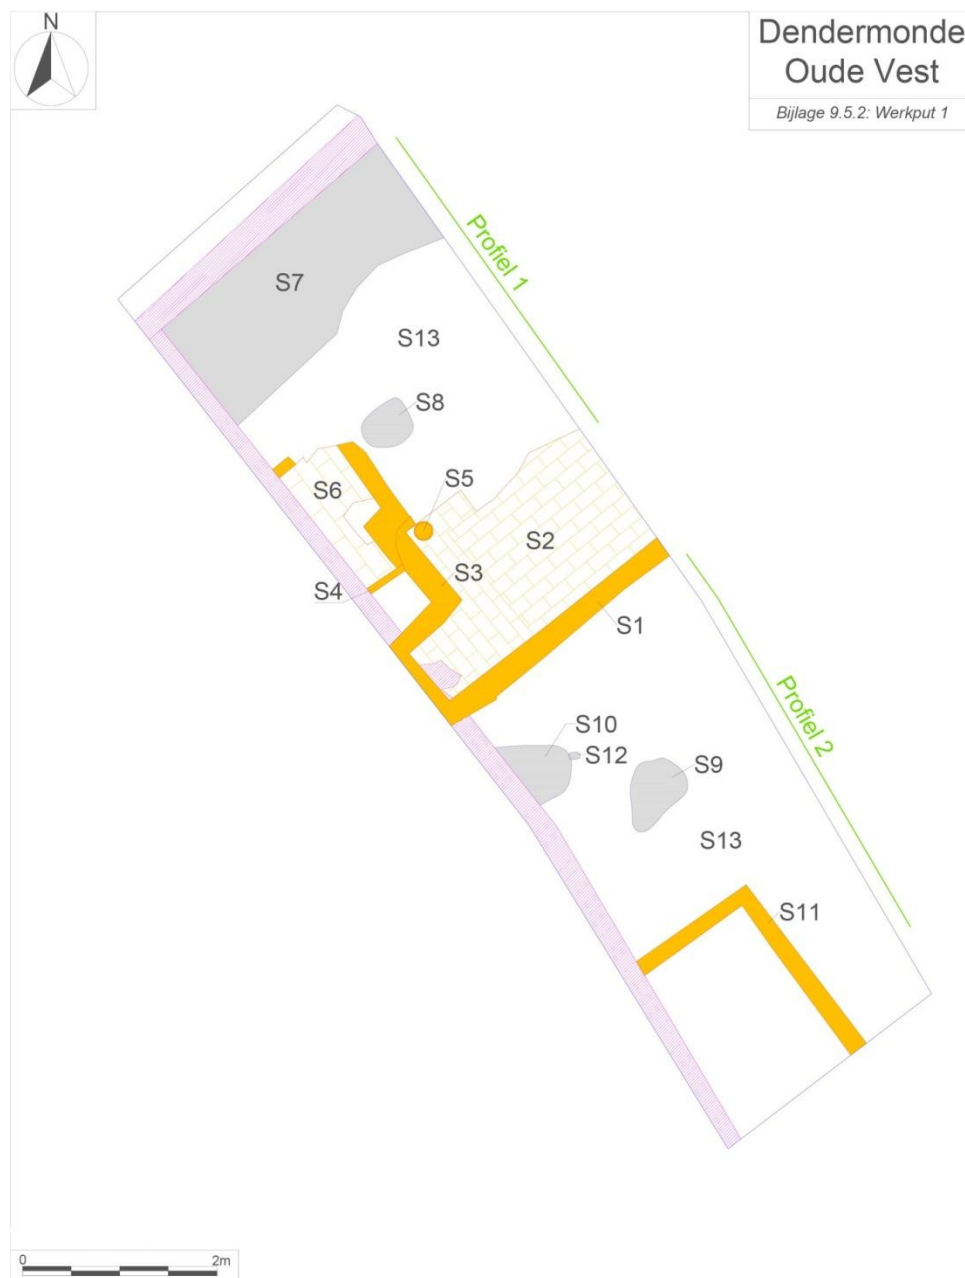 N
Dendermonde
Oude Vest
Bijlage 9.5.2: Werkput 1
Profiel 1
S7
S13
S8
S6
S5
S2
S3
S4
S1
Profiel 2
S10
S12
S9
S13
S11
0
2m